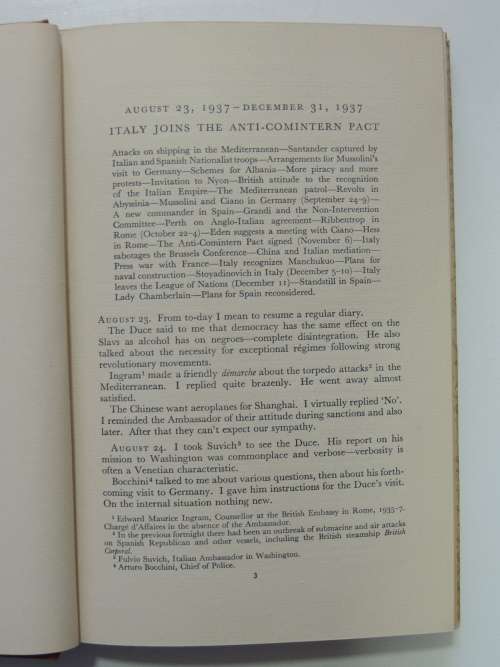 AUGUST 23, 1937–DECEMBER 31, 1937
ITALY JOINS THE ANTI-COMINTERN PACT
Attacks on shipping in the Mediterranean—Santander captured by
Italian and Spanish Nationalist troops—Arrangements for Mussolini's
visit to Germany—Schemes for Albania—More piracy and more
protests—Invitation to Nyon—British attitude to the recognition
of the Italian Empire—The Mediterranean patrol—Revolts in
Abyssinia—Mussolini and Ciano in Germany (September 24-9)—
A new commander in Spain—Grandi and the Non-Intervention
Committee—Perth on Anglo-Italian agreement—Ribbentrop in
Rome (October 22-4)—Eden suggests a meeting with Ciano—Hess
in Rome—The Anti-Comintern Pact signed (November 6)—Italy
sabotages the Brussels Conference—China and Italian mediation—
Press war with France—Italy recognizes Manchukuo—Plans for
naval construction—Stoyadinovich in Italy (December 5-10)—Italy
leaves the League of Nations (December 11)—Standstill in Spain—
Lady Chamberlain—Plans for Spain reconsidered.
AUGUST 23. From to-day I mean to resume a regular diary.
The Duce said to me that democracy has the same effect on the
Slavs as alcohol has on negroes—complete disintegration. He also
talked about the necessity for exceptional régimes following strong
revolutionary movements.
Ingram¹ made a friendly démarche about the torpedo attacks² in the
Mediterranean. I replied quite brazenly. He went away almost
satisfied.
The Chinese want aeroplanes for Shanghai. I virtually replied 'No'.
I reminded the Ambassador of their attitude during sanctions and also
later. After that they can't expect our sympathy.
AUGUST 24. I took Suvich³ to see the Duce. His report on his
mission to Washington was commonplace and verbose—verbosity is
often a Venetian characteristic.
Bocchini⁴ talked to me about various questions, then about his forth-
coming visit to Germany. I gave him instructions for the Duce's visit.
On the internal situation nothing new.
¹ Edward Maurice Ingram, Counsellor at the British Embassy in Rome, 1935-7.
Chargé d'Affaires in the absence of the Ambassador.
² In the previous fortnight there had been an outbreak of submarine and air attacks
on Spanish Republican and other vessels, including the British steamship British
Corporal.
³ Fulvio Suvich, Italian Ambassador in Washington.
⁴ Arturo Bocchini, Chief of Police.
3